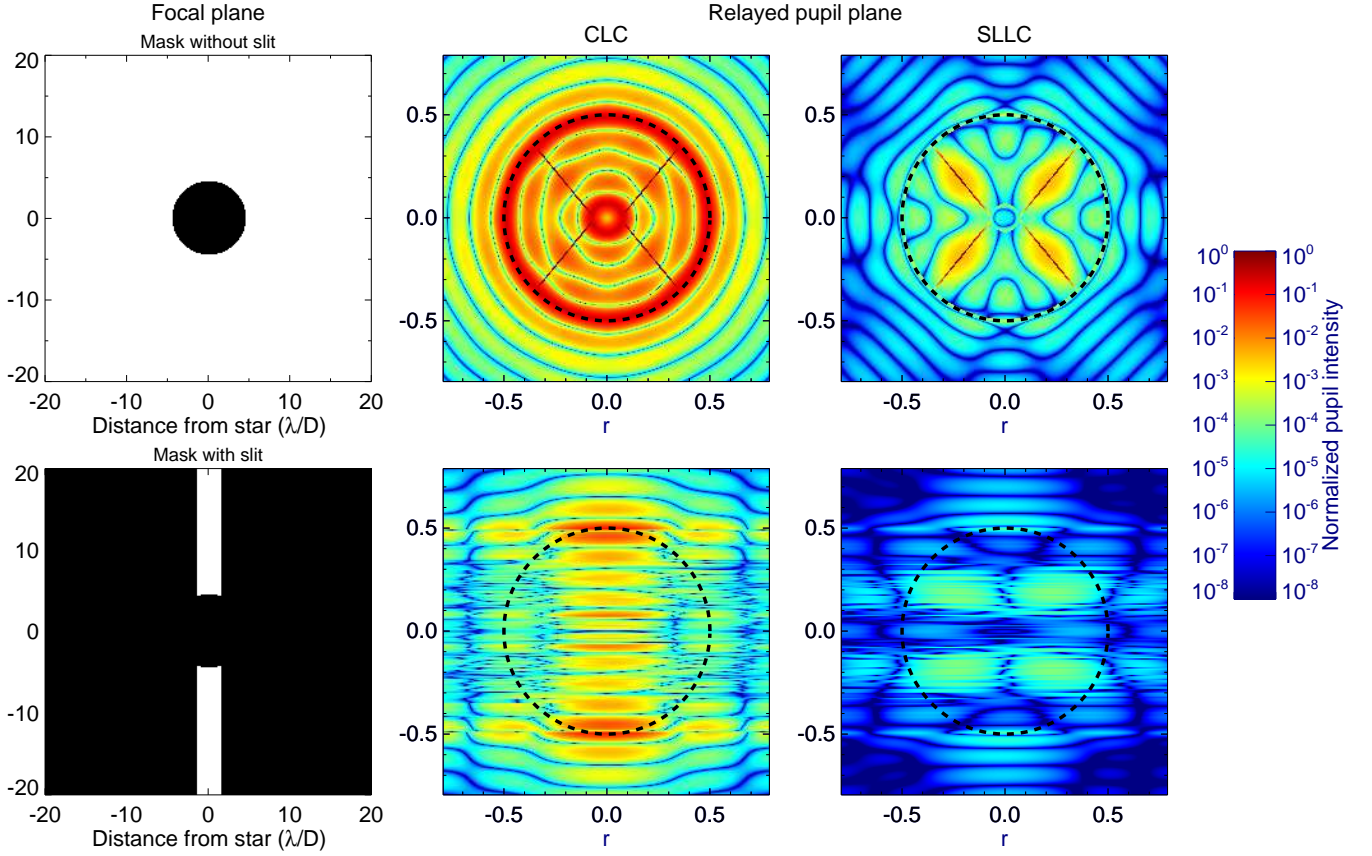 Focal plane
Relayed pupil plane
Mask without slit
CLC
SLLC
20
10
0
-10
-20
-20 -10 0 10 20
Distance from star (λ/D)
0.5
0.0
-0.5
-0.5 0.0 0.5
r
0.5
0.0
-0.5
-0.5 0.0 0.5
r
10^0 10^0
10^-1 10^-1
10^-2 10^-2
10^-3 10^-3
10^-4 10^-4
10^-5 10^-5
10^-6 10^-6
10^-7 10^-7
10^-8 10^-8
Normalized pupil intensity
Mask with slit
20
10
0
-10
-20
-20 -10 0 10 20
Distance from star (λ/D)
0.5
0.0
-0.5
-0.5 0.0 0.5
r
0.5
0.0
-0.5
-0.5 0.0 0.5
r